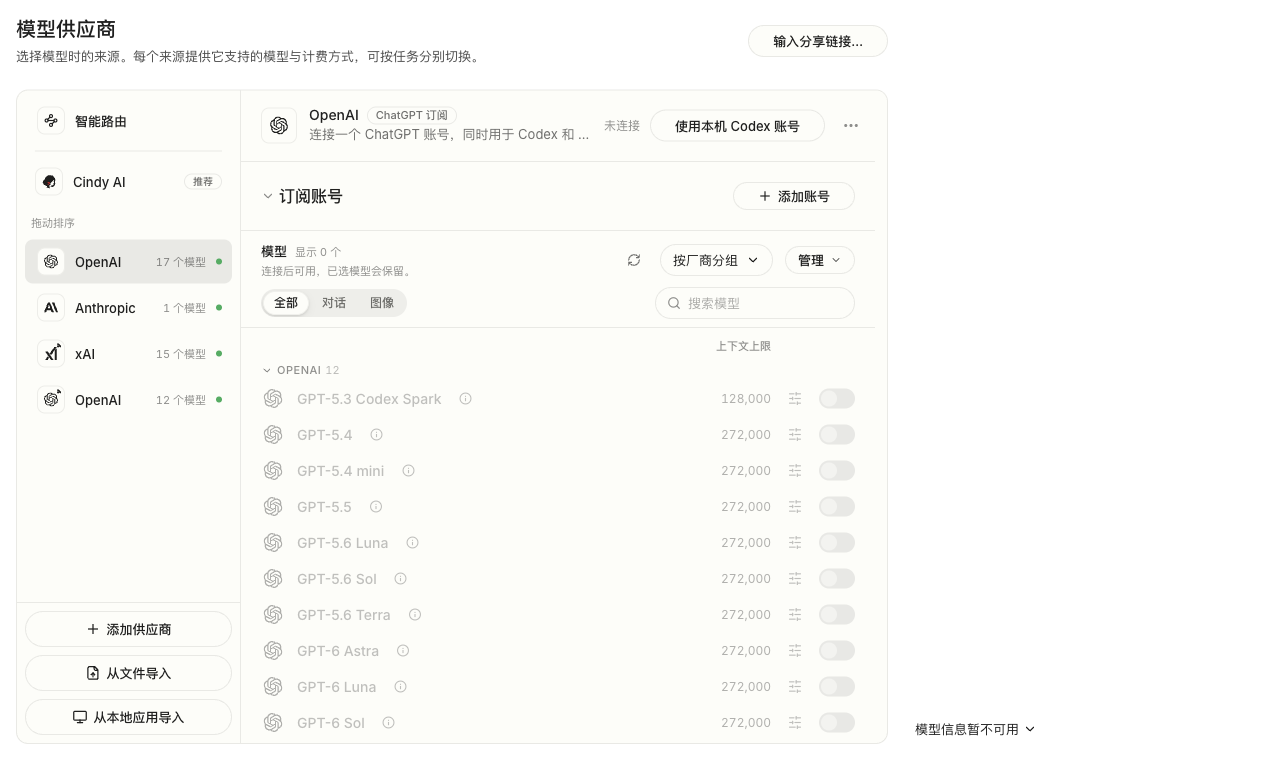 模型供应商
选择模型时的来源。每个来源提供它支持的模型与计费方式，可按任务分别切换。
输入分享链接...
智能路由
Cindy AI 推荐
拖动排序
OpenAI 17 个模型
Anthropic 1 个模型
xAI 15 个模型
OpenAI 12 个模型
添加供应商
从文件导入
从本地应用导入
OpenAI ChatGPT 订阅
连接一个 ChatGPT 账号，同时用于 Codex 和 ...
未连接
使用本机 Codex 账号
订阅账号
添加账号
模型 显示 0 个
连接后可用，已选模型会保留。
按厂商分组
管理
全部 对话 图像
搜索模型
上下文上限
OPENAI 12
GPT-5.3 Codex Spark 128,000
GPT-5.4 272,000
GPT-5.4 mini 272,000
GPT-5.5 272,000
GPT-5.6 Luna 272,000
GPT-5.6 Sol 272,000
GPT-5.6 Terra 272,000
GPT-6 Astra 272,000
GPT-6 Luna 272,000
GPT-6 Sol 272,000
模型信息暂不可用